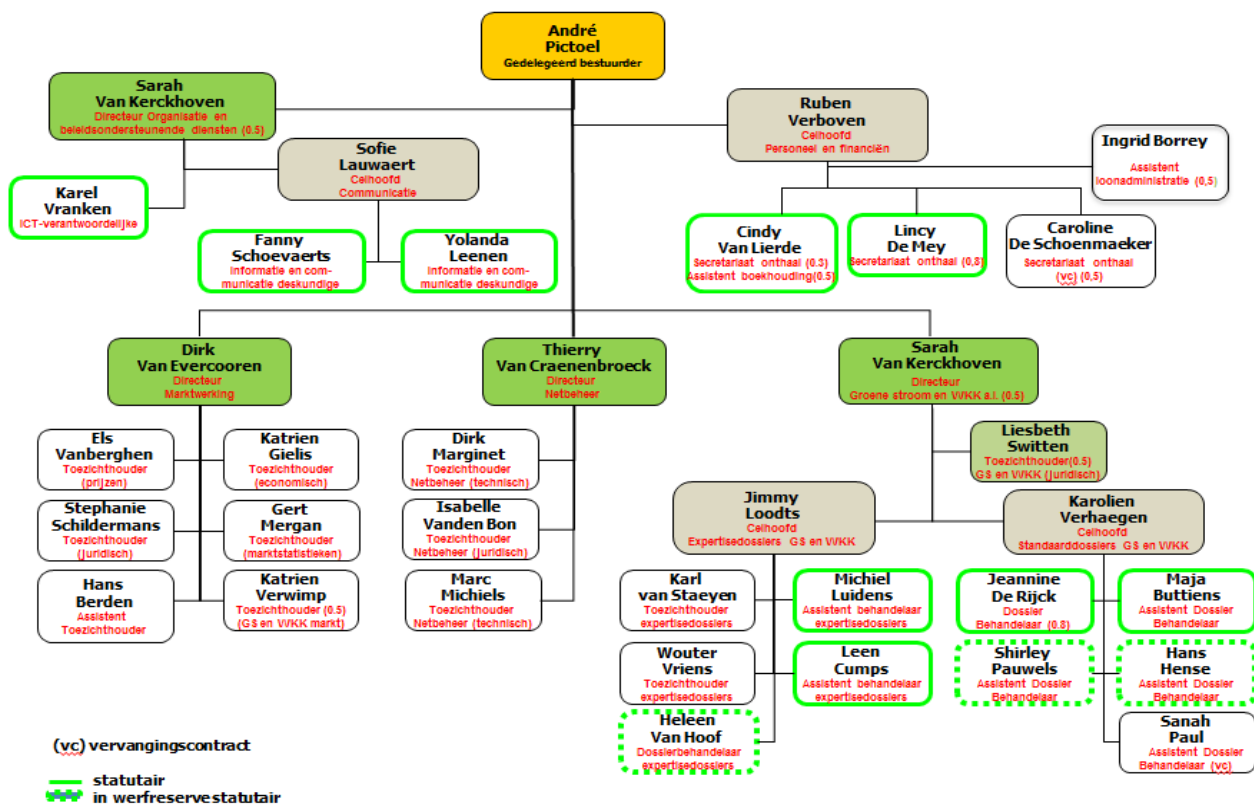 André
Pictoel
Gedelegeerd bestuurder
Sarah
Van Kerckhoven
Directeur Organisatie en
beleidsondersteunende diensten (0.5)
Ruben
Verboven
Celhoofd
Personeel en financiën
Ingrid Borrey
Assistent
loonadministratie (0,5)
Sofie
Lauwaert
Celhoofd
Communicatie
Karel
Vranken
ICT-verantwoordelijke
Fanny
Schoevaerts
Informatie en com-
municatie deskundige
Yolanda
Leenen
Informatie en com-
municatie deskundige
Cindy
Van Lierde
Secretariaat onthaal (0.3)
Assistent boekhouding(0.5)
Lincy
De Mey
Secretariaat onthaal (0,8)
Caroline
De Schoenmaeker
Secretariaat onthaal
(vc) (0,5)
Dirk
Van Evercooren
Directeur
Marktwerking
Thierry
Van Craenenbroeck
Directeur
Netbeheer
Sarah
Van Kerckhoven
Directeur
Groene stroom en WKK a.i. (0.5)
Els
Vanberghen
Toezichthouder
(prijzen)
Katrien
Gielis
Toezichthouder
(economisch)
Stephanie
Schildermans
Toezichthouder
(juridisch)
Gert
Mergan
Toezichthouder
(marktstatistieken)
Hans
Berden
Assistent
Toezichthouder
Katrien
Verwimp
Toezichthouder (0.5)
(GS en WKK markt)
Dirk
Marginet
Toezichthouder
Netbeheer (technisch)
Isabelle
Vanden Bon
Toezichthouder
Netbeheer (juridisch)
Marc
Michiels
Toezichthouder
Netbeheer (technisch)
Liesbeth
Switten
Toezichthouder(0.5)
GS en WKK (juridisch)
Jimmy
Loodts
Celhoofd
Expertisedossiers GS en WKK
Karolien
Verhaegen
Celhoofd
Standaarddossiers GS en WKK
Karl
van Staeyen
Toezichthouder
expertisedossiers
Michiel
Luidens
Assistent behandelaar
expertisedossiers
Wouter
Vriens
Toezichthouder
expertisedossiers
Leen
Cumps
Assistent behandelaar
expertisedossiers
Heleen
Van Hoof
Dossierbehandelaar
expertisedossiers
Jeannine
De Rijck
Dossier
Behandelaar (0.8)
Maja
Buttiens
Assistent Dossier
Behandelaar
Shirley
Pauwels
Assistent Dossier
Behandelaar
Hans
Hense
Assistent Dossier
Behandelaar
Sanah
Paul
Assistent Dossier
Behandelaar (vc)
(vc) vervangingscontract
statutair
in werfreservestatutair